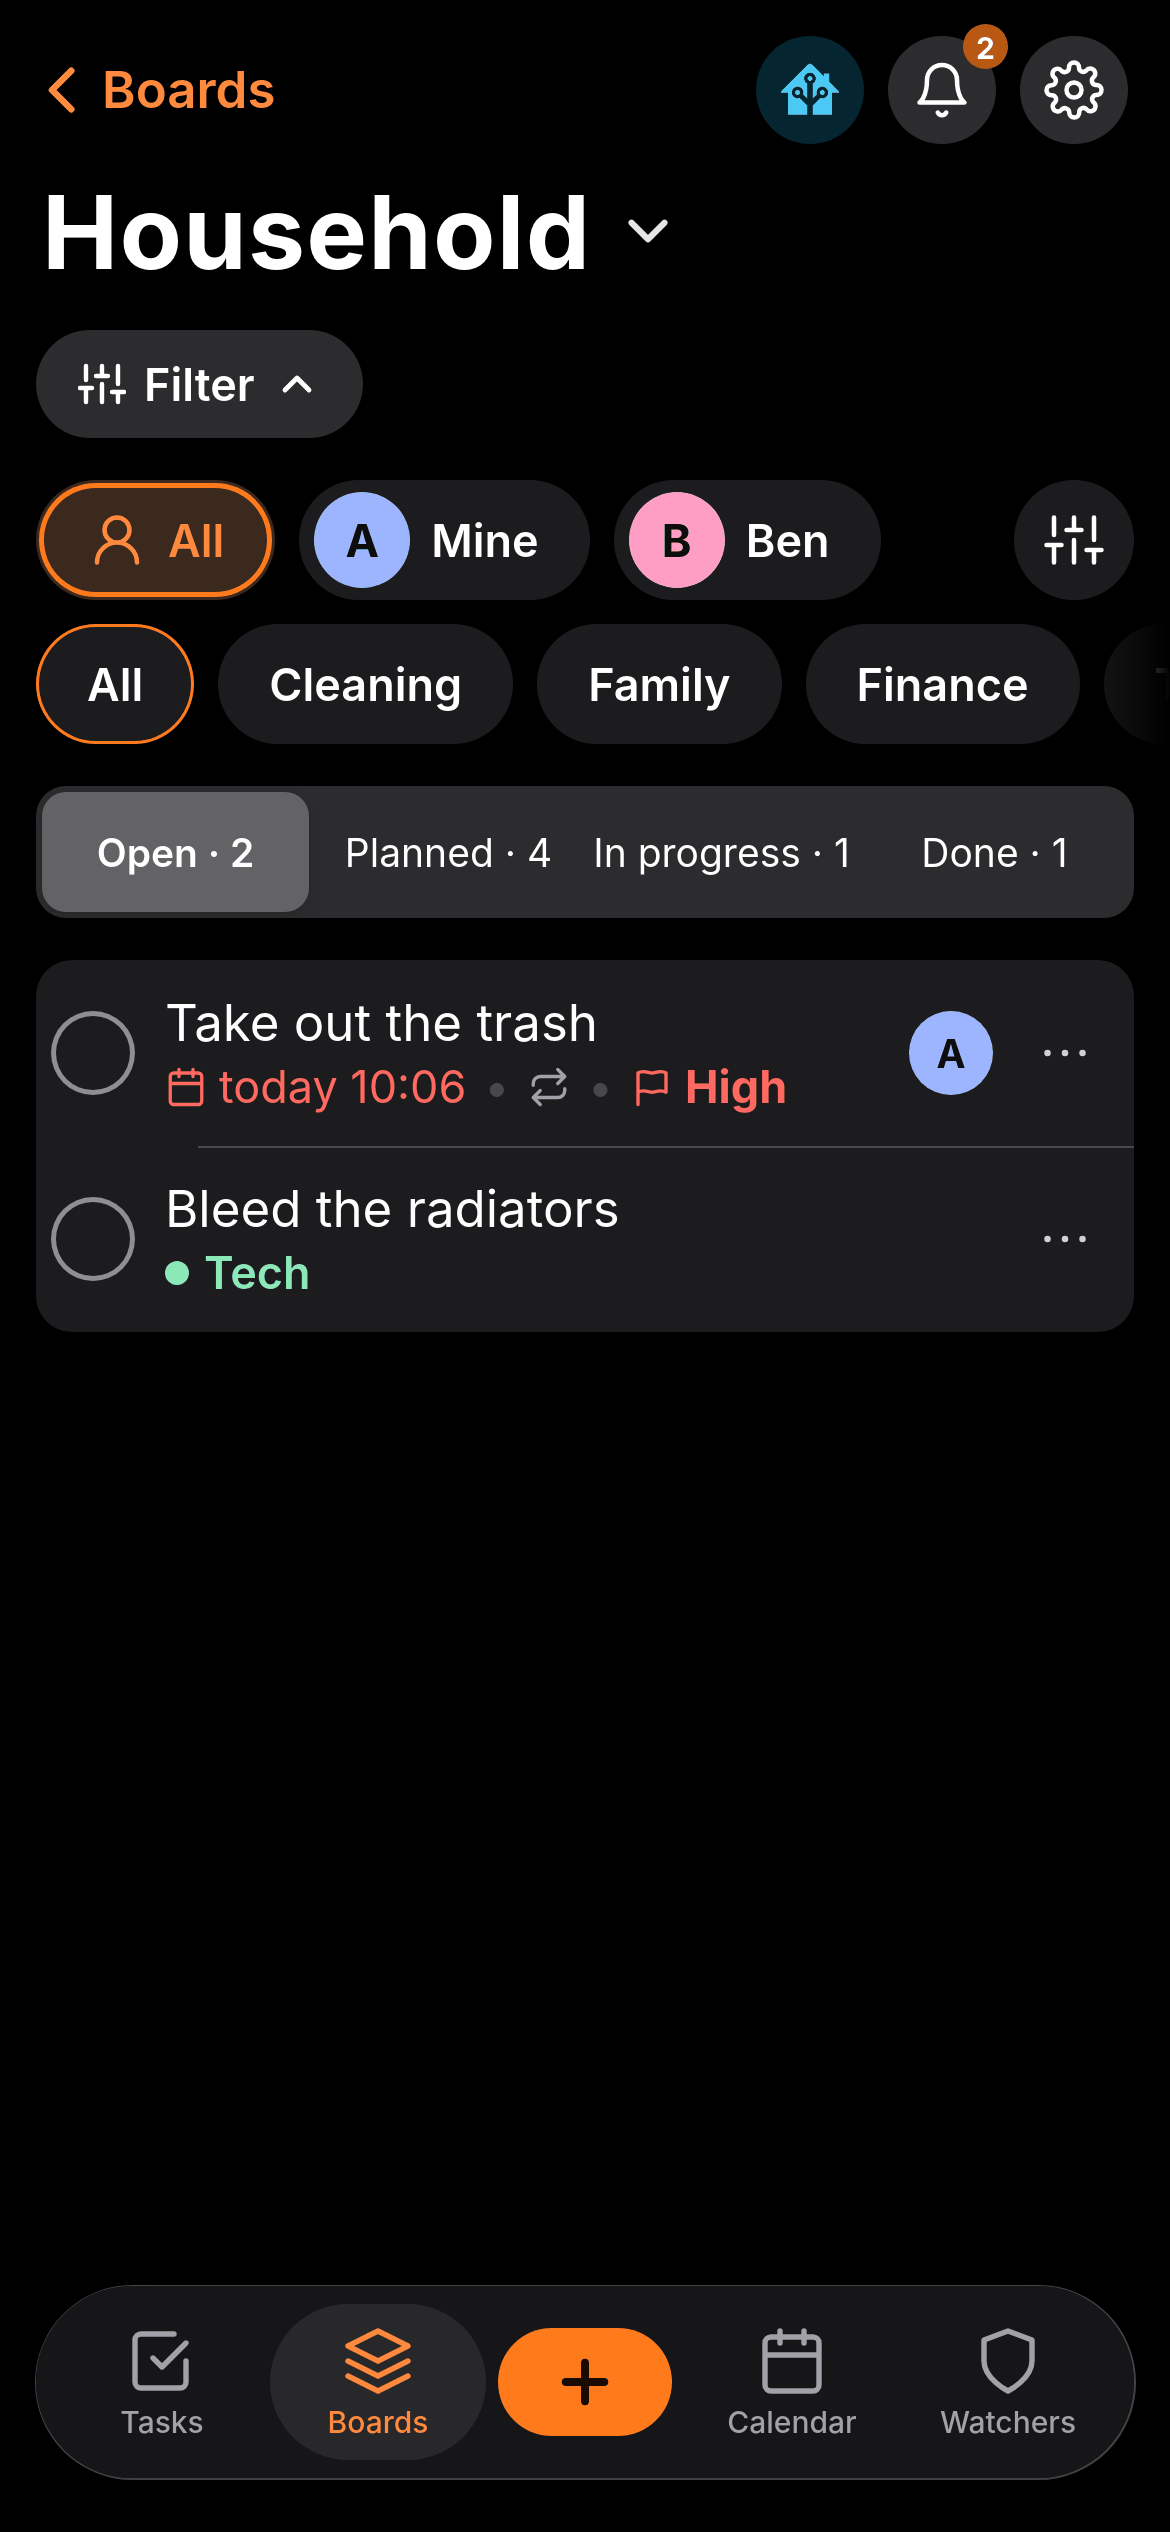 Boards
2
Household
Filter
All
A Mine
B Ben
All
Cleaning
Family
Finance
Open · 2
Planned · 4
In progress · 1
Done · 1
Take out the trash
today 10:06 • • High
A
Bleed the radiators
Tech
Tasks
Boards
Calendar
Watchers